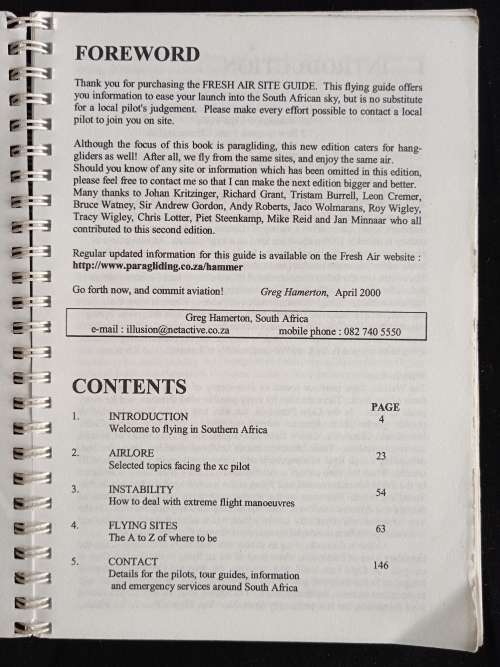 FOREWORD
Thank you for purchasing the FRESH AIR SITE GUIDE. This flying guide offers
you information to ease your launch into the South African sky, but is no substitute
for a local pilot's judgement. Please make every effort possible to contact a local
pilot to join you on site.
Although the focus of this book is paragliding, this new edition caters for hang-
gliders as well! After all, we fly from the same sites, and enjoy the same air.
Should you know of any site or information which has been omitted in this edition,
please feel free to contact me so that I can make the next edition bigger and better.
Many thanks to Johan Kritzinger, Richard Grant, Tristam Burrell, Leon Cremer,
Bruce Watney, Sir Andrew Gordon, Andy Roberts, Jaco Wolmarans, Roy Wigley,
Tracy Wigley, Chris Lotter, Piet Steenkamp, Mike Reid and Jan Minnaar who all
contributed to this second edition.
Regular updated information for this guide is available on the Fresh Air website :
http://www.paragliding.co.za/hammer
Go forth now, and commit aviation! Greg Hamerton, April 2000
Greg Hamerton, South Africa
e-mail : illusion@netactive.co.za mobile phone : 082 740 5550
CONTENTS
PAGE
1. INTRODUCTION 4
Welcome to flying in Southern Africa
2. AIRLORE 23
Selected topics facing the xc pilot
3. INSTABILITY 54
How to deal with extreme flight manoeuvres
4. FLYING SITES 63
The A to Z of where to be
5. CONTACT 146
Details for the pilots, tour guides, information
and emergency services around South Africa